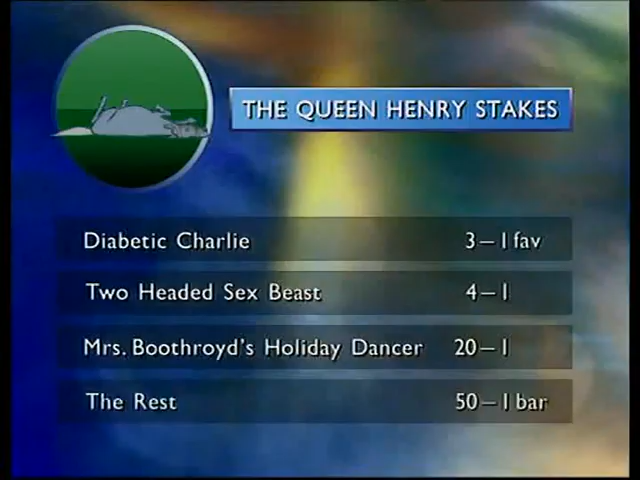 THE QUEEN HENRY STAKES
Diabetic Charlie 3–1 fav
Two Headed Sex Beast 4–1
Mrs. Boothroyd's Holiday Dancer 20–1
The Rest 50–1 bar